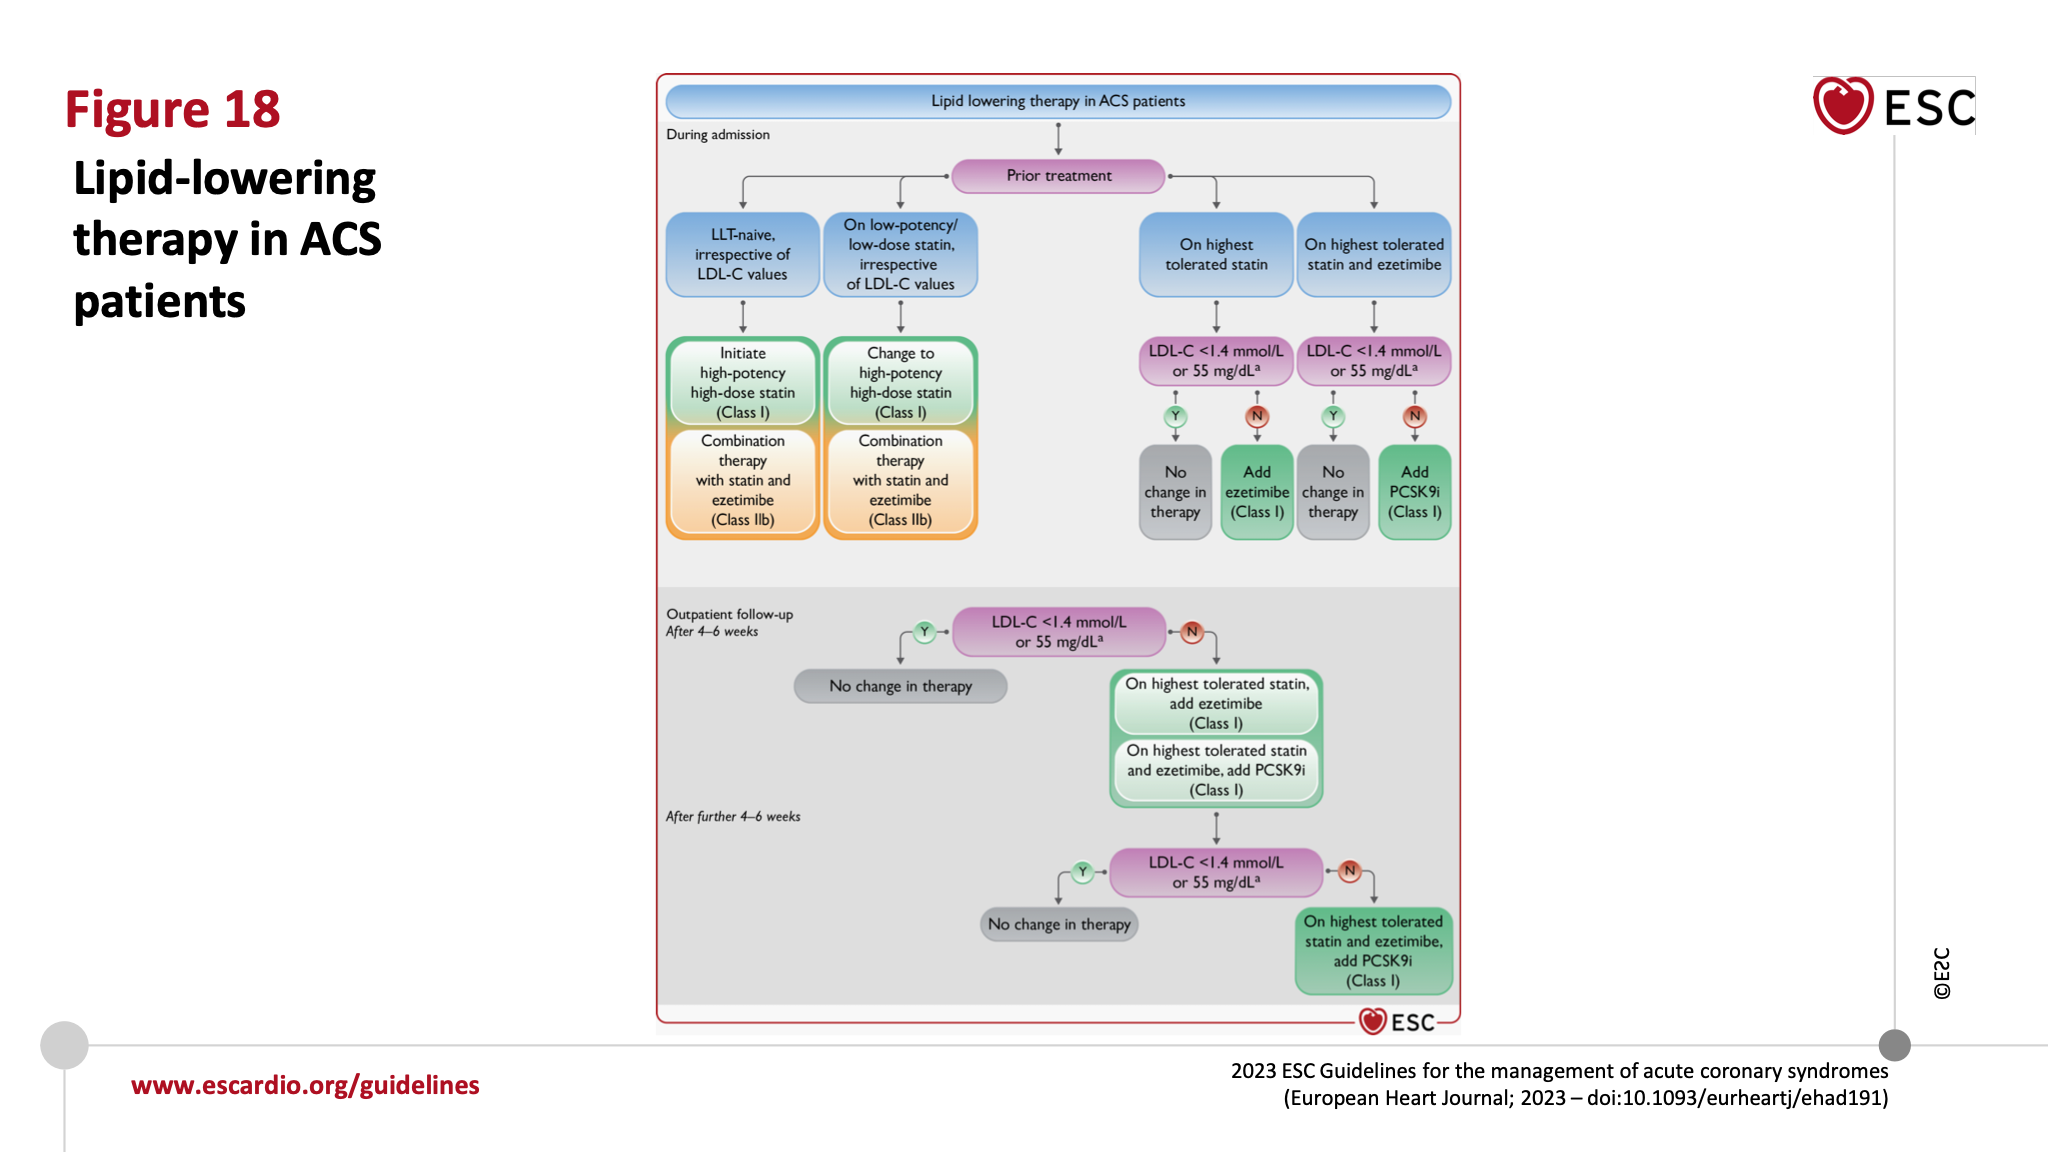 Figure 18
Lipid-lowering
therapy in ACS
patients
ESC
Lipid lowering therapy in ACS patients
During admission
Prior treatment
LLT-naive,
irrespective of
LDL-C values
On low-potency/
low-dose statin,
irrespective
of LDL-C values
On highest
tolerated statin
On highest tolerated
statin and ezetimibe
Initiate
high-potency
high-dose statin
(Class I)
Combination
therapy
with statin and
ezetimibe
(Class IIb)
Change to
high-potency
high-dose statin
(Class I)
Combination
therapy
with statin and
ezetimibe
(Class IIb)
LDL-C <1.4 mmol/L
or 55 mg/dLᵃ
Y
N
No
change in
therapy
Add
ezetimibe
(Class I)
LDL-C <1.4 mmol/L
or 55 mg/dLᵃ
Y
N
No
change in
therapy
Add
PCSK9i
(Class I)
Outpatient follow-up
After 4–6 weeks
LDL-C <1.4 mmol/L
or 55 mg/dLᵃ
Y
N
No change in therapy
On highest tolerated statin,
add ezetimibe
(Class I)
On highest tolerated statin
and ezetimibe, add PCSK9i
(Class I)
After further 4–6 weeks
LDL-C <1.4 mmol/L
or 55 mg/dLᵃ
Y
N
No change in therapy
On highest tolerated
statin and ezetimibe,
add PCSK9i
(Class I)
ESC
©ESC
www.escardio.org/guidelines
2023 ESC Guidelines for the management of acute coronary syndromes
(European Heart Journal; 2023 – doi:10.1093/eurheartj/ehad191)